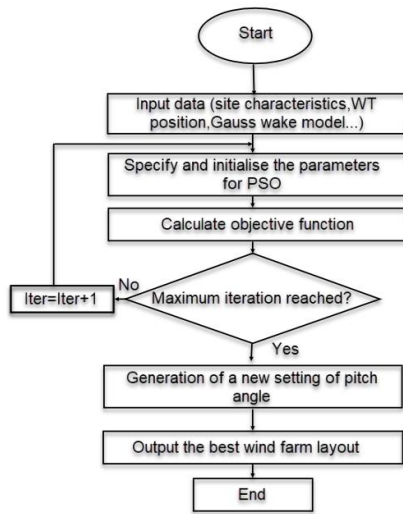 Start
Input data (site characteristics,WT
position,Gauss wake model...)
Specify and initialise the parameters
for PSO
Calculate objective function
Maximum iteration reached?
No
Iter=Iter+1
Yes
Generation of a new setting of pitch
angle
Output the best wind farm layout
End